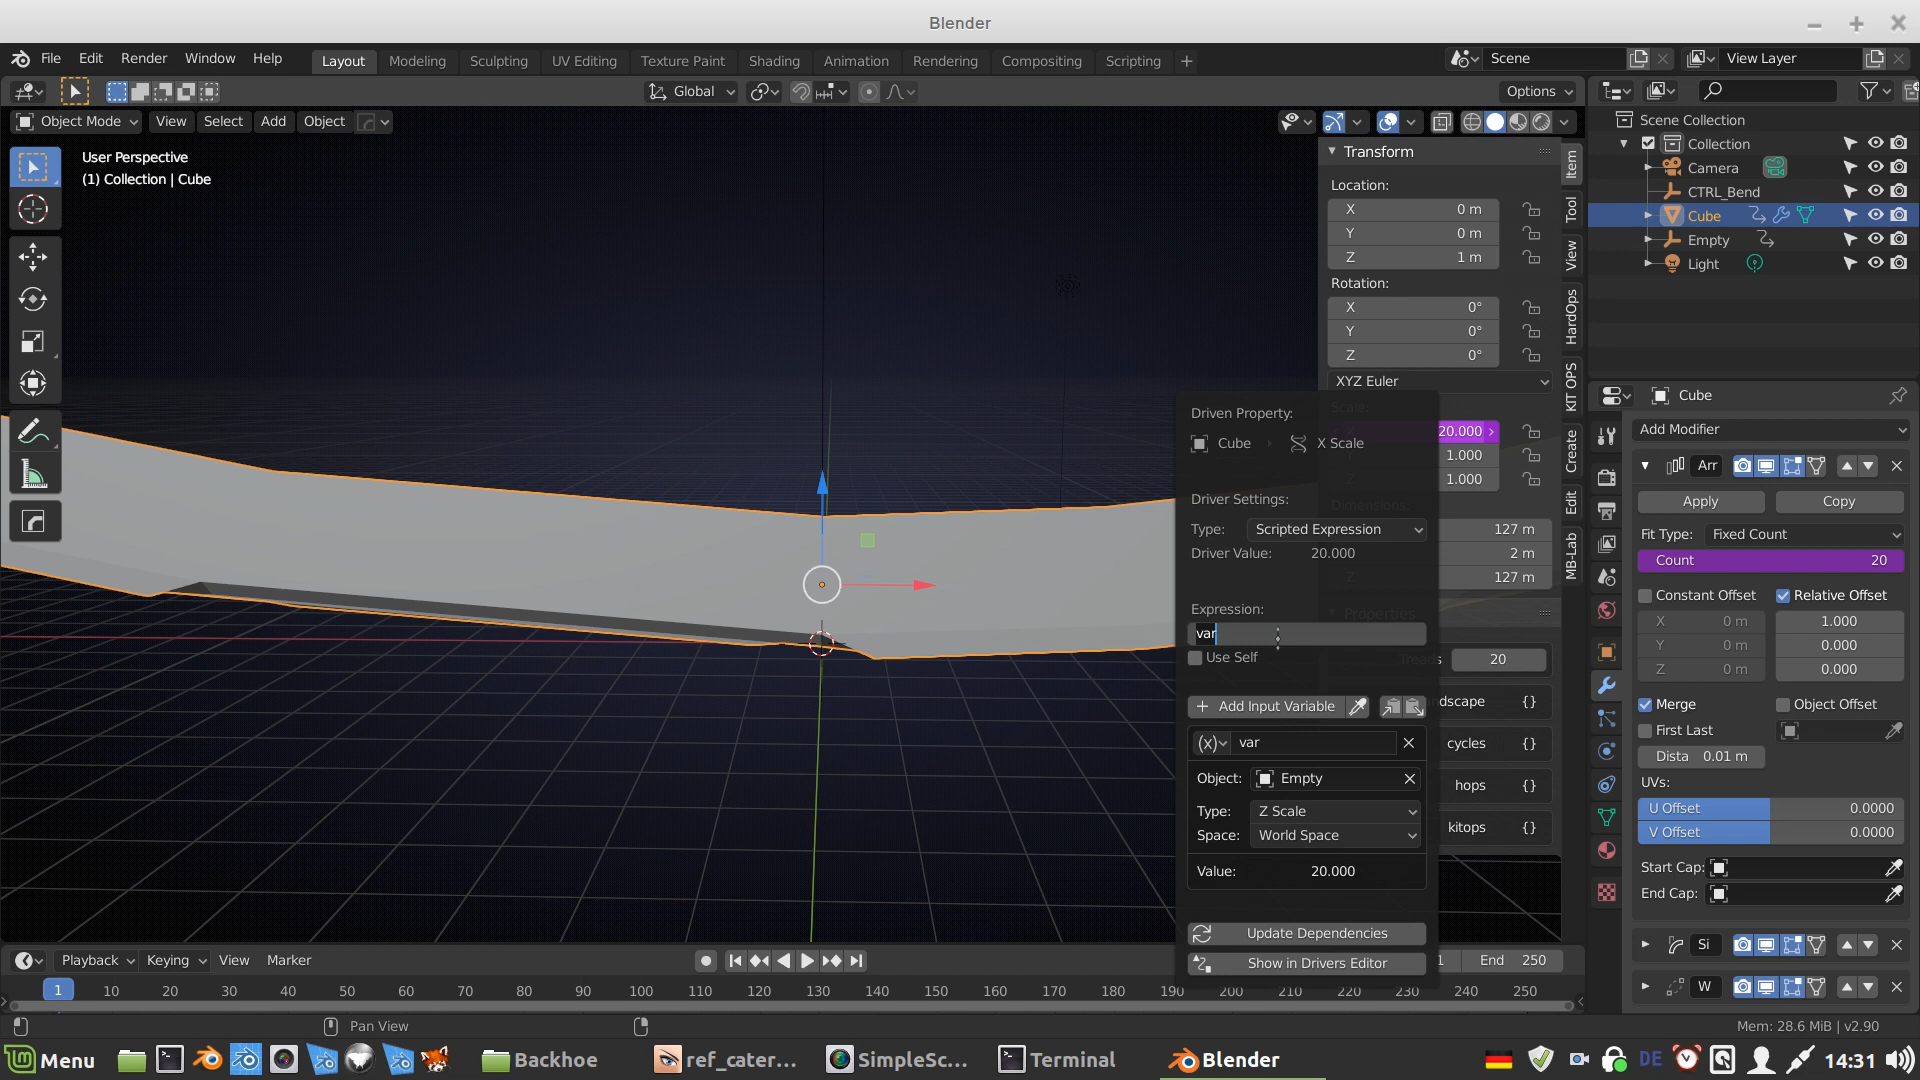 Blender
File Edit Render Window Help
Layout Modeling Sculpting UV Editing Texture Paint Shading Animation Rendering Compositing Scripting +
Scene
View Layer
Global
Options
Object Mode View Select Add Object
User Perspective
(1) Collection | Cube
Transform
Location:
X 0 m
Y 0 m
Z 1 m
Rotation:
X 0°
Y 0°
Z 0°
XYZ Euler
Scale:
20.000
1.000
1.000
Dimensions:
127 m
2 m
Z 127 m
Properties
20
ndscape {}
cycles {}
hops {}
kitops {}
Item
Tool
View
HardOps
KIT OPS
Create
Edit
MB-Lab
Driven Property:
Cube X Scale
Driver Settings:
Type: Scripted Expression
Driver Value: 20.000
Expression:
var
Use Self
+ Add Input Variable
(x) var
Object: Empty
Type: Z Scale
Space: World Space
Value: 20.000
Update Dependencies
Show in Drivers Editor
Scene Collection
Collection
Camera
CTRL_Bend
Cube
Empty
Light
Cube
Add Modifier
Arr
Apply Copy
Fit Type: Fixed Count
Count 20
Constant Offset Relative Offset
X 0 m 1.000
Y 0 m 0.000
Z 0 m 0.000
Merge Object Offset
First Last
Dista 0.01 m
UVs:
U Offset 0.0000
V Offset 0.0000
Start Cap:
End Cap:
Si
W
Playback Keying View Marker
1 End 250
1 10 20 30 40 50 60 70 80 90 100 110 120 130 140 150 160 170 180 190 200 210 220 230 240 250
Pan View
Mem: 28.6 MiB | v2.90
Menu
Backhoe
ref_cater...
SimpleSc...
Terminal
Blender
DE
14:31